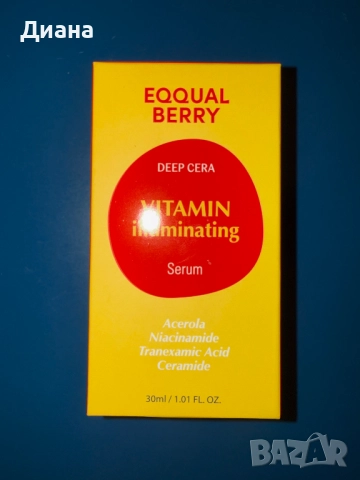 Диана
EQQUAL
BERRY
DEEP CERA
VITAMIN
illuminating
Serum
Acerola
Niacinamide
Tranexamic Acid
Ceramide
30ml / 1.01 FL. OZ.
BAZAR